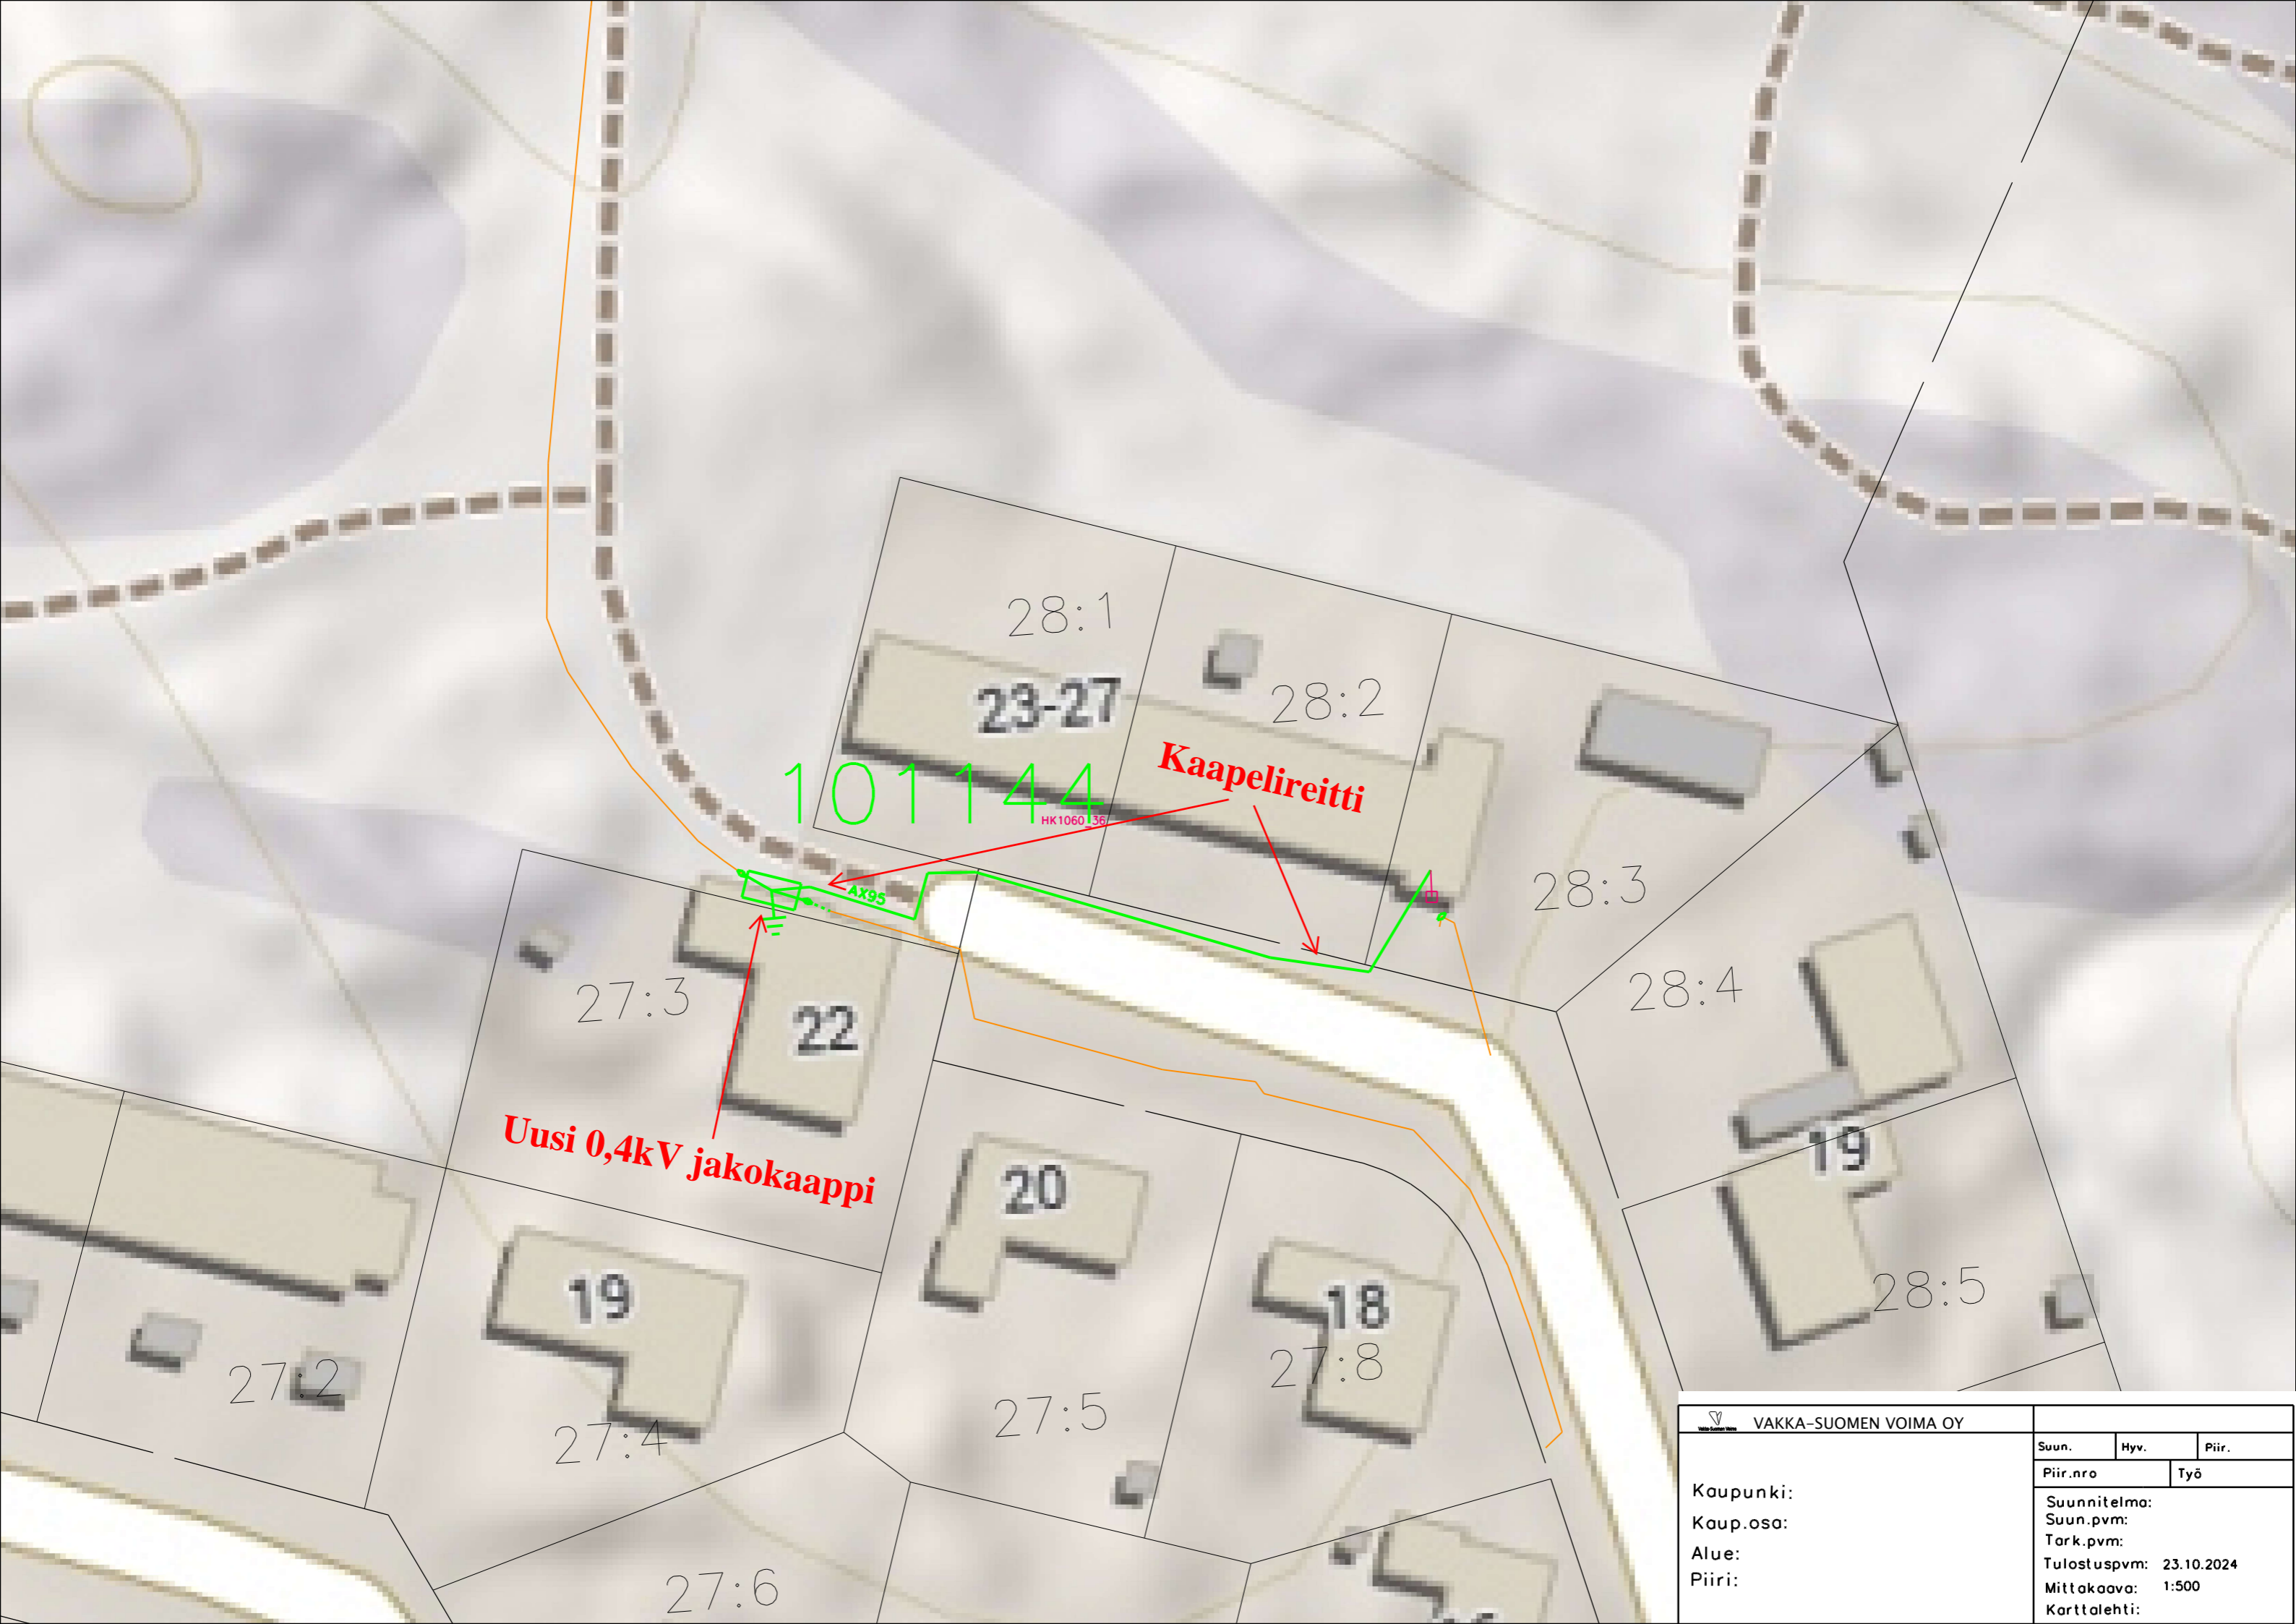 28:1
23-27
28:2
Kaapelireitti
101144
HK1060_36
AX95
28:3
28:4
27:3
22
Uusi 0,4kV jakokaappi
20
19
19
18
28:5
27:8
27:2
27:5
27:4
27:6
VAKKA-SUOMEN VOIMA OY
Suun. Hyv. Piir.
Piir.nro Työ
Kaupunki:
Kaup.osa:
Alue:
Piiri:
Suunnitelma:
Suun.pvm:
Tark.pvm:
Tulostuspvm: 23.10.2024
Mittakaava: 1:500
Karttalehti: